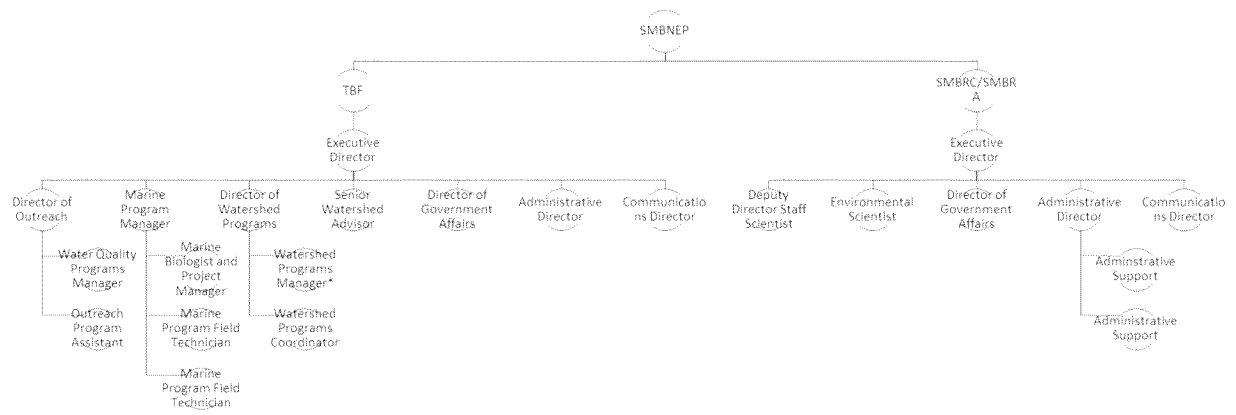 SMBNEP
TBF
SMBRC/SMBR
A
Executive
Director
Executive
Director
Director of
Outreach
Marine
Program
Manager
Director of
Watershed
Programs
Senior
Watershed
Advisor
Director of
Government
Affairs
Administrative
Director
Communicatio
ns Director
Deputy
Director Staff
Scientist
Environmental
Scientist
Director of
Government
Affairs
Administrative
Director
Communicatio
ns Director
Water Quality
Programs
Manager
Marine
Biologist and
Project
Manager
Watershed
Programs
Manager*
Adminstrative
Support
Outreach
Program
Assistant
Marine
Program Field
Technician
Watershed
Programs
Coordinator
Administrative
Support
Marine
Program Field
Technician